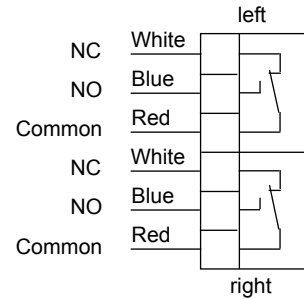 left
NC White
NO Blue
Common Red
NC White
NO Blue
Common Red
right